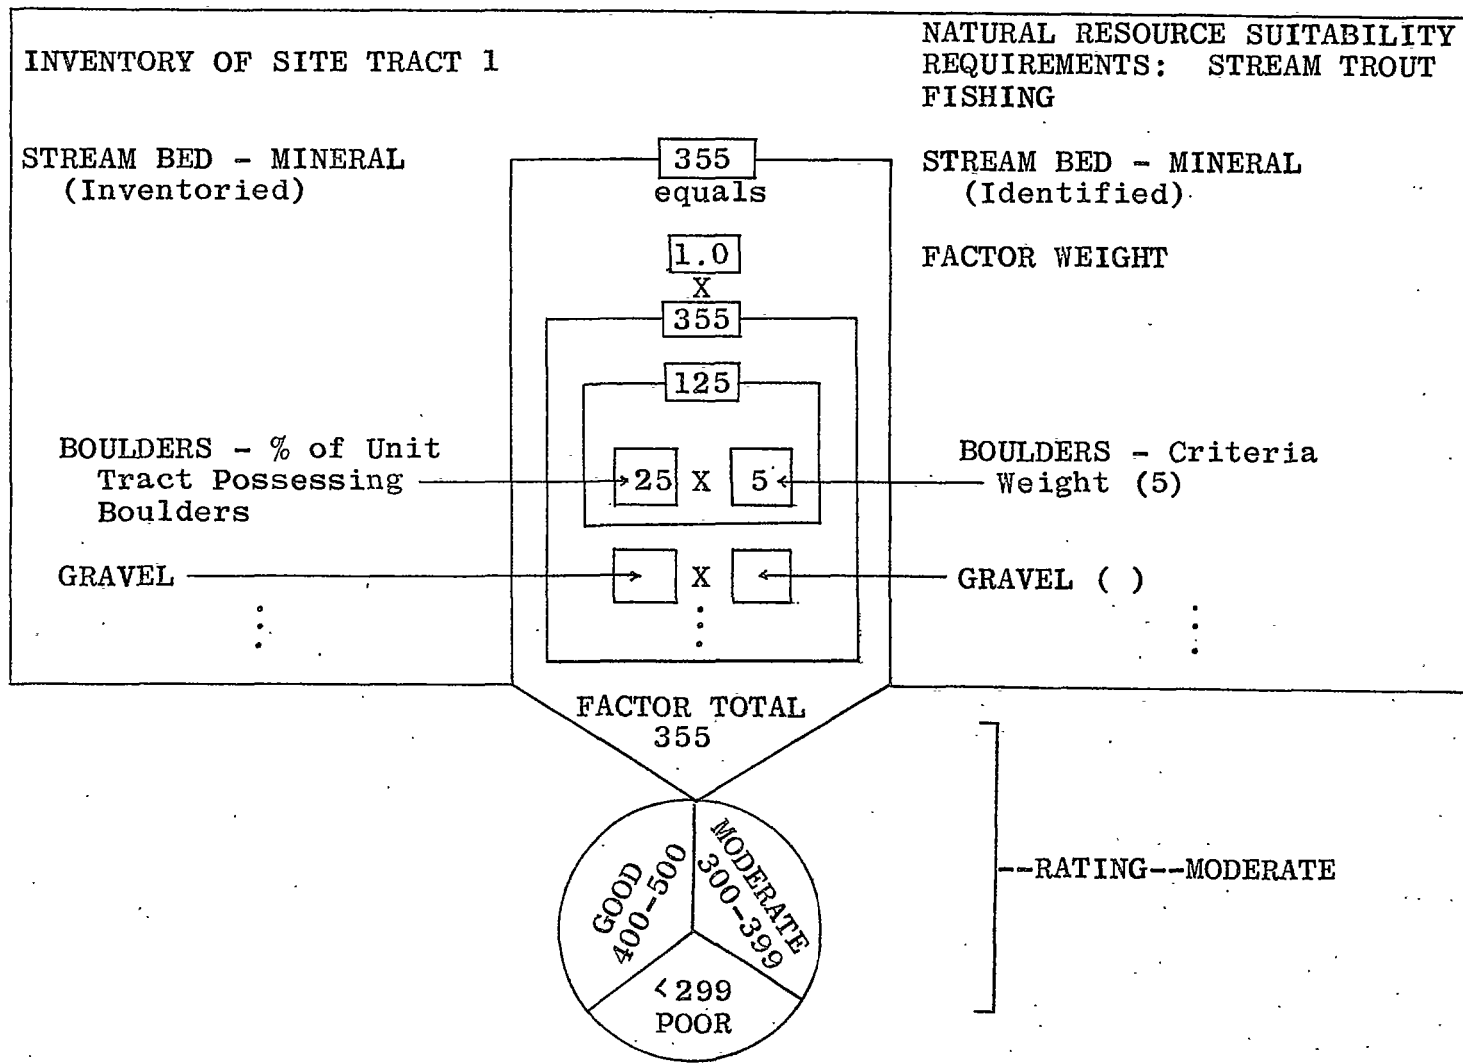 INVENTORY OF SITE TRACT 1
NATURAL RESOURCE SUITABILITY
REQUIREMENTS: STREAM TROUT
FISHING
STREAM BED - MINERAL
(Inventoried)
355
equals
STREAM BED - MINERAL
(Identified)
1.0
FACTOR WEIGHT
X
355
125
BOULDERS - % of Unit
Tract Possessing
Boulders
25 X 5
BOULDERS - Criteria
Weight (5)
GRAVEL
X
GRAVEL ( )
FACTOR TOTAL
355
GOOD
400-500
MODERATE
300-399
<299
POOR
--RATING--MODERATE